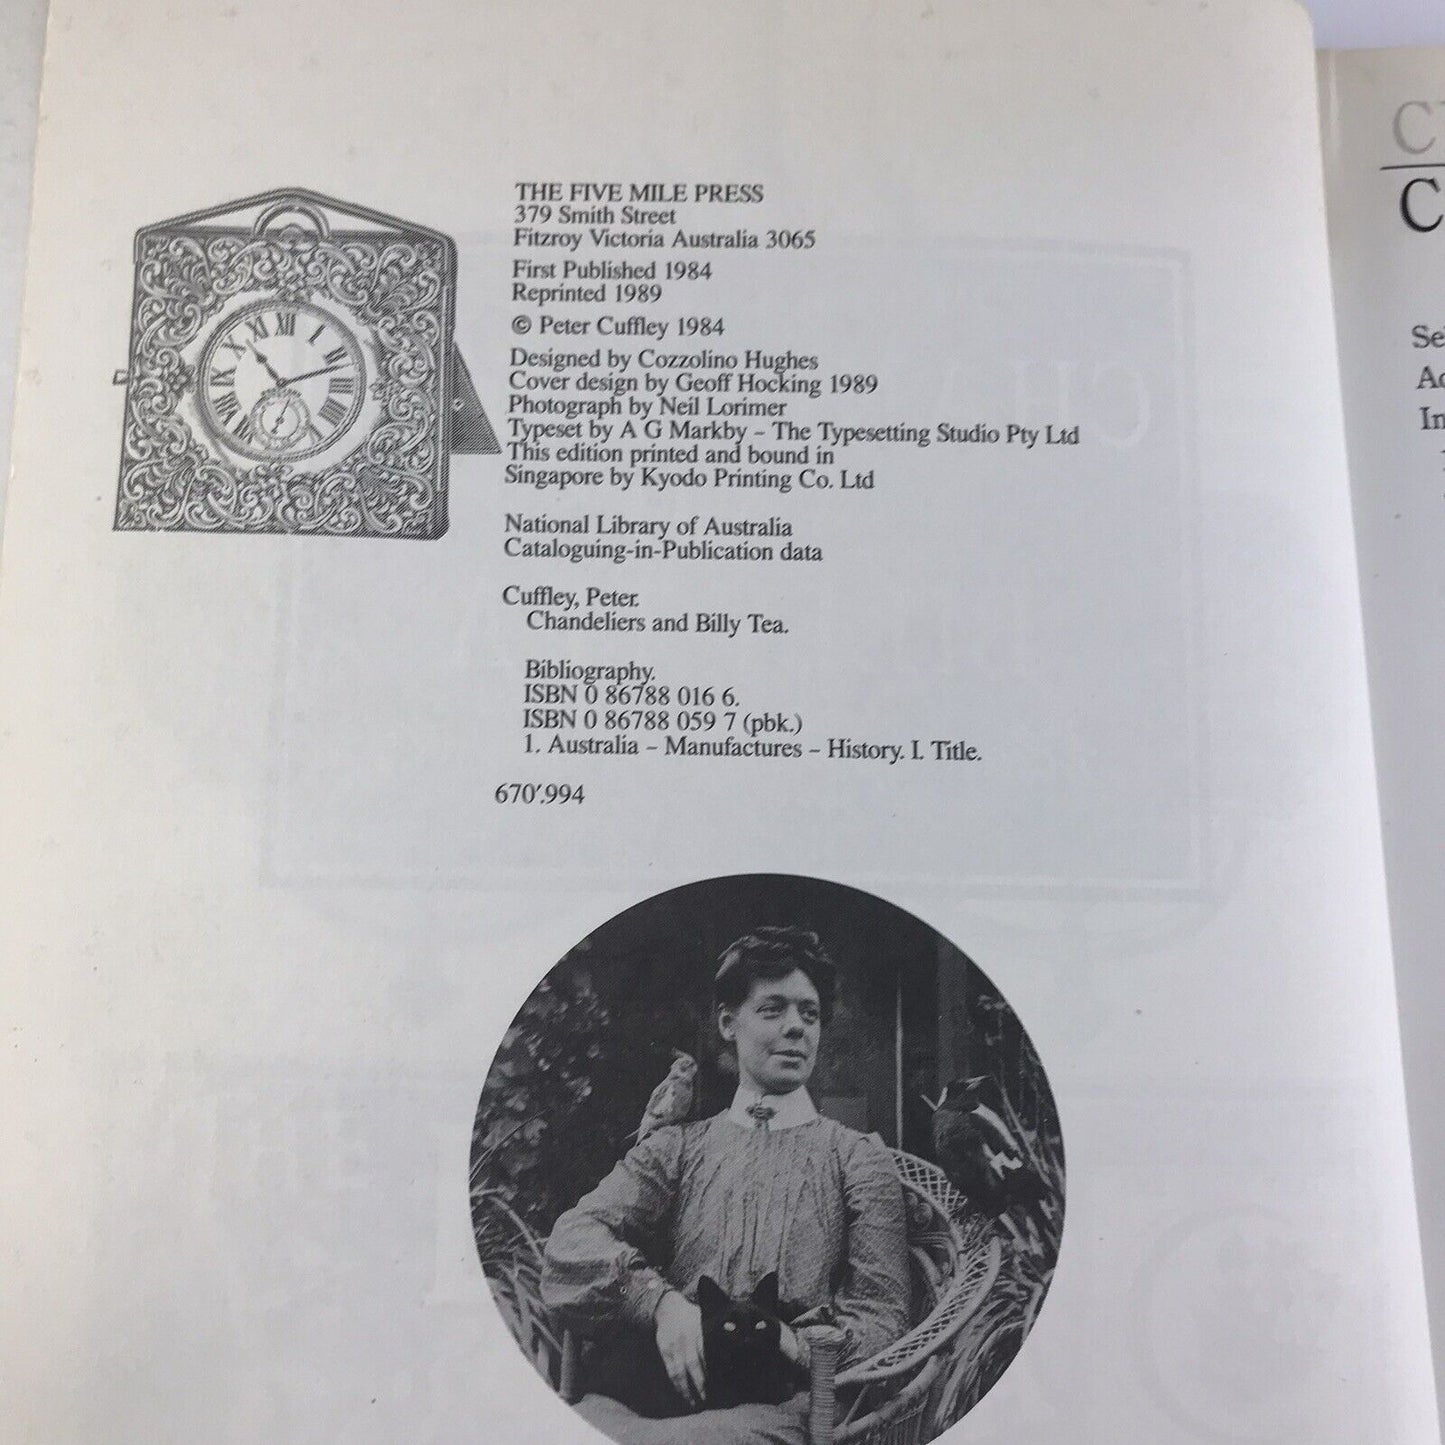 THE FIVE MILE PRESS
379 Smith Street
Fitzroy Victoria Australia 3065
First Published 1984
Reprinted 1989
© Peter Cuffley 1984
Designed by Cozzolino Hughes
Cover design by Geoff Hocking 1989
Photograph by Neil Lorimer
Typeset by A G Markby – The Typesetting Studio Pty Ltd
This edition printed and bound in
Singapore by Kyodo Printing Co. Ltd
National Library of Australia
Cataloguing-in-Publication data
Cuffley, Peter.
Chandeliers and Billy Tea.
Bibliography.
ISBN 0 86788 016 6.
ISBN 0 86788 059 7 (pbk.)
1. Australia – Manufactures – History. I. Title.
670'.994